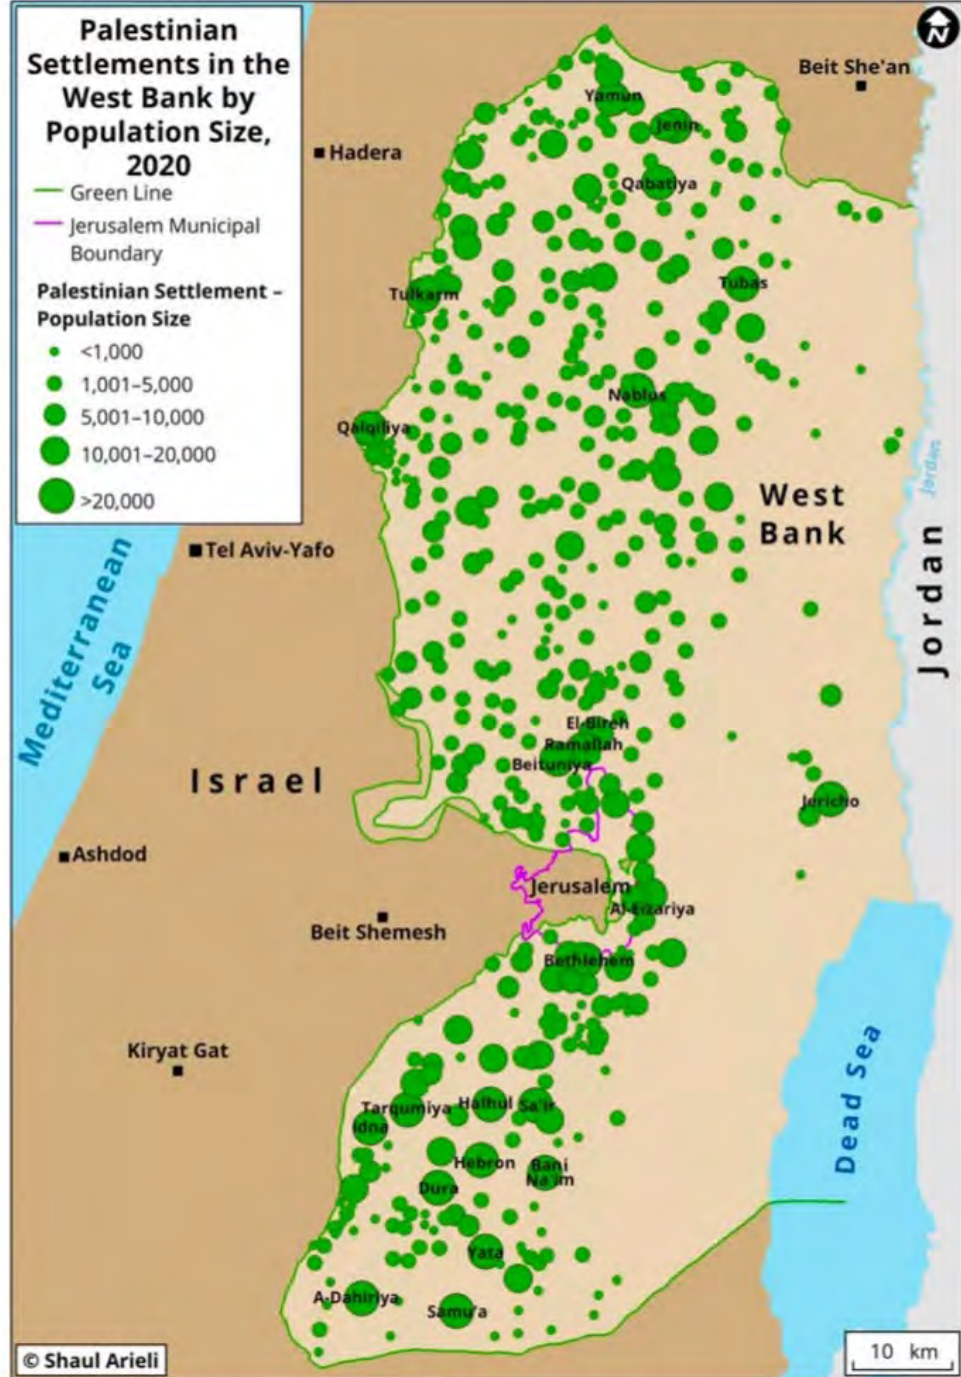 Palestinian
Settlements in the
West Bank by
Population Size,
2020
Green Line
Jerusalem Municipal
Boundary
Palestinian Settlement –
Population Size
<1,000
1,001–5,000
5,001–10,000
10,001–20,000
>20,000
N
Beit She'an
Hadera
Yamun
Jenin
Qabatiya
Tubas
Tulkarm
Nablus
Qalqiliya
Jordan
West
Bank
Tel Aviv-Yafo
Mediterranean
Sea
Jordan
Israel
El-Bireh
Ramallah
Beituniya
Jericho
Ashdod
Jerusalem
Al-Eizariya
Beit Shemesh
Bethlehem
Kiryat Gat
Dead Sea
Tarqumiya
Halhul
Sa'ir
Idna
Hebron
Bani
Na'im
Dura
Yata
A-Dahiriya
Samu'a
© Shaul Arieli
10 km